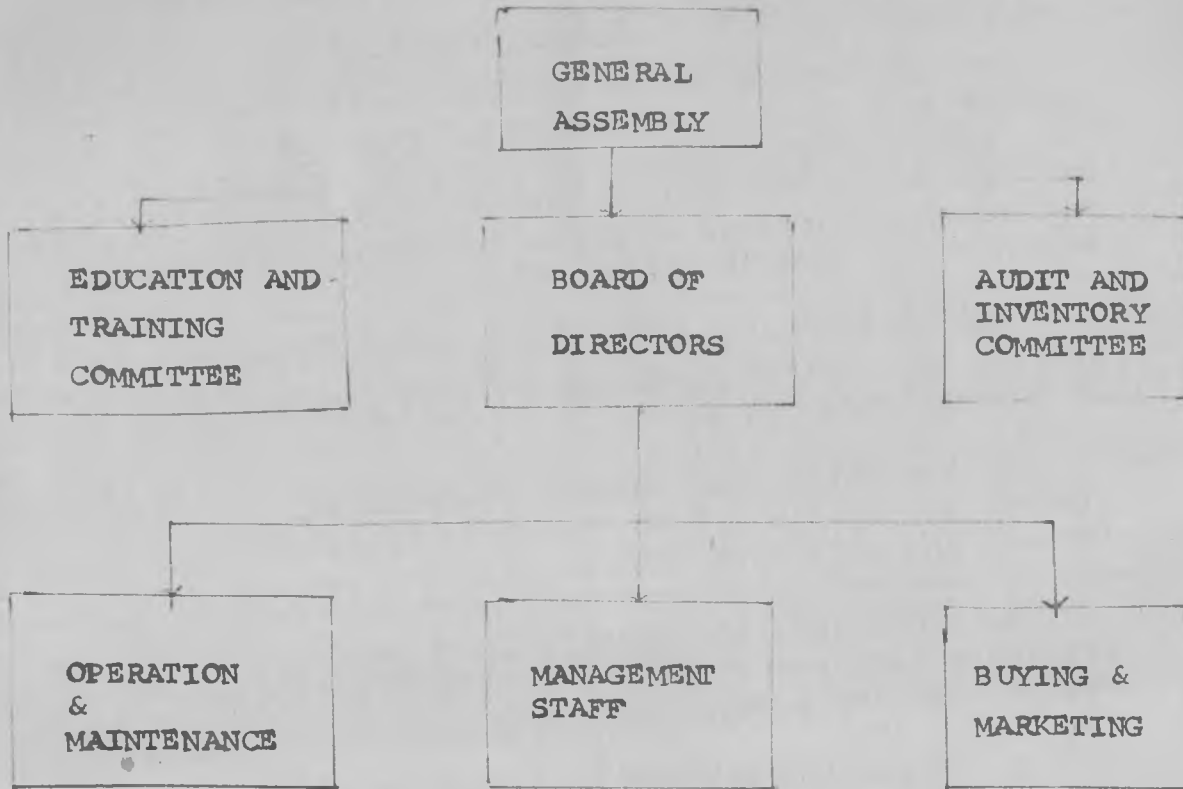 GENERAL
ASSEMBLY
EDUCATION AND
TRAINING
COMMITTEE
BOARD OF
DIRECTORS
AUDIT AND
INVENTORY
COMMITTEE
OPERATION
&
MAINTENANCE
MANAGEMENT
STAFF
BUYING &
MARKETING